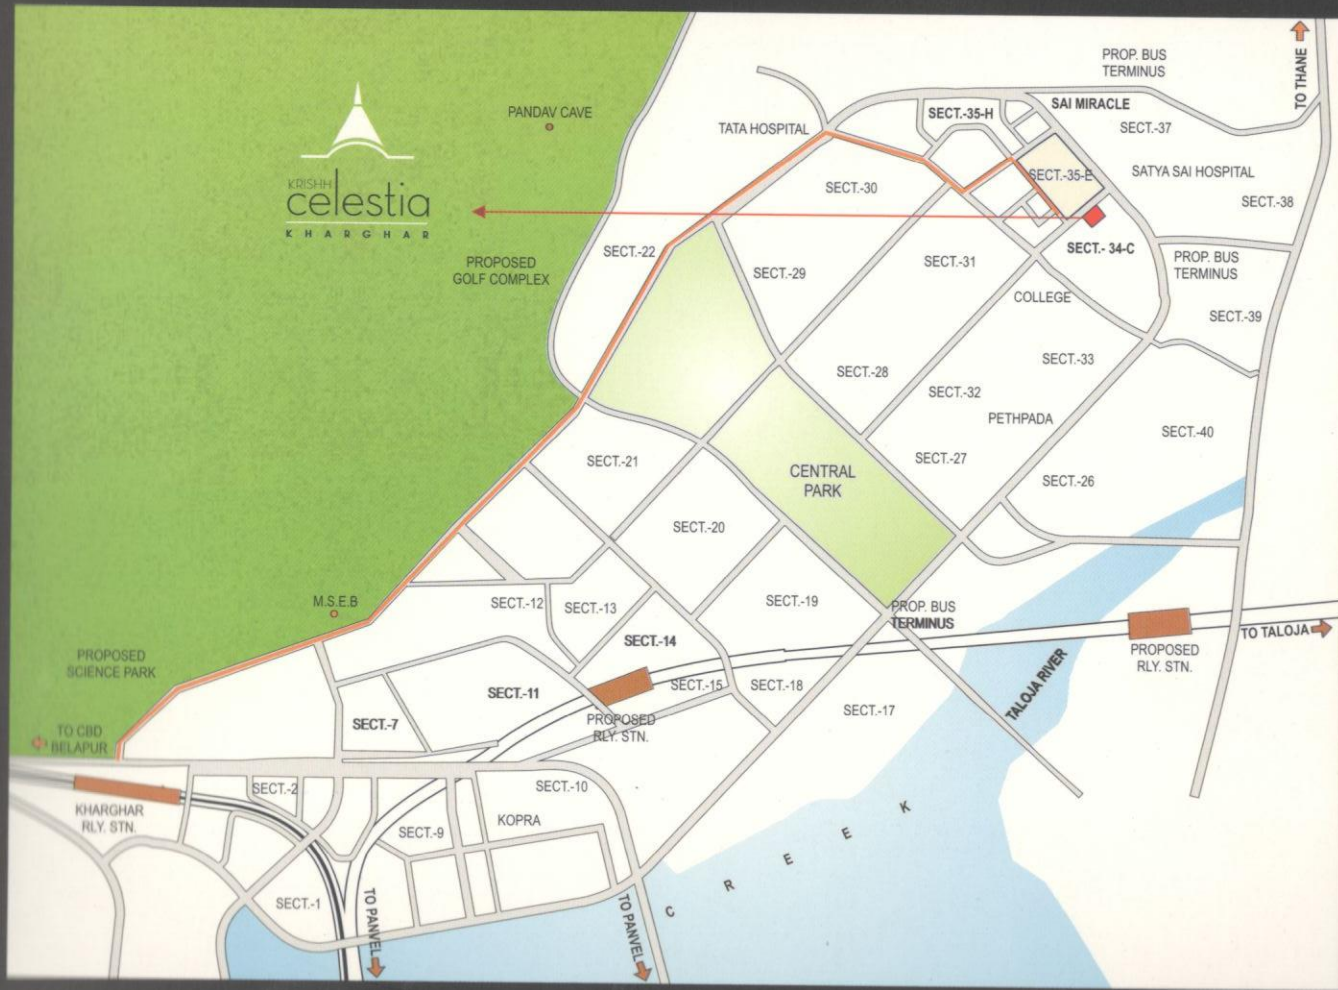 PROP. BUS
TERMINUS
TO THANE
PANDAV CAVE
TATA HOSPITAL
SECT.-35-H
SAI MIRACLE
SECT.-37
KRISHH
celestia
KHARGHAR
SECT.-30
SECT.-35-E
SATYA SAI HOSPITAL
SECT.-38
PROPOSED
GOLF COMPLEX
SECT.-22
SECT.-29
SECT.-31
SECT.- 34-C
PROP. BUS
TERMINUS
COLLEGE
SECT.-39
SECT.-28
SECT.-33
SECT.-32
PETHPADA
SECT.-40
SECT.-21
CENTRAL
PARK
SECT.-27
SECT.-26
SECT.-20
M.S.E.B
SECT.-12
SECT.-13
SECT.-19
PROP. BUS
TERMINUS
SECT.-14
PROPOSED
SCIENCE PARK
TO TALOJA
PROPOSED
RLY. STN.
TALOJA RIVER
SECT.-11
SECT.-15
SECT.-18
SECT.-17
SECT.-7
PROPOSED
RLY. STN.
TO CBD
BELAPUR
SECT.-2
SECT.-10
KHARGHAR
RLY. STN.
SECT.-9
KOPRA
CREEK
SECT.-1
TO PANVEL
TO PANVEL